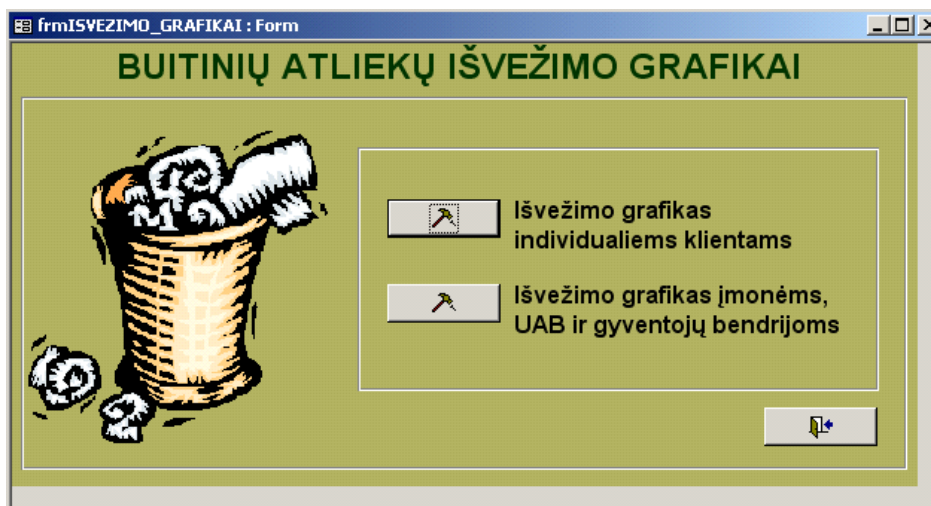 frmISVEZIMO_GRAFIKAI : Form
BUITINIŲ ATLIEKŲ IŠVEŽIMO GRAFIKAI
Išvežimo grafikas
individualiems klientams
Išvežimo grafikas įmonėms,
UAB ir gyventojų bendrijoms